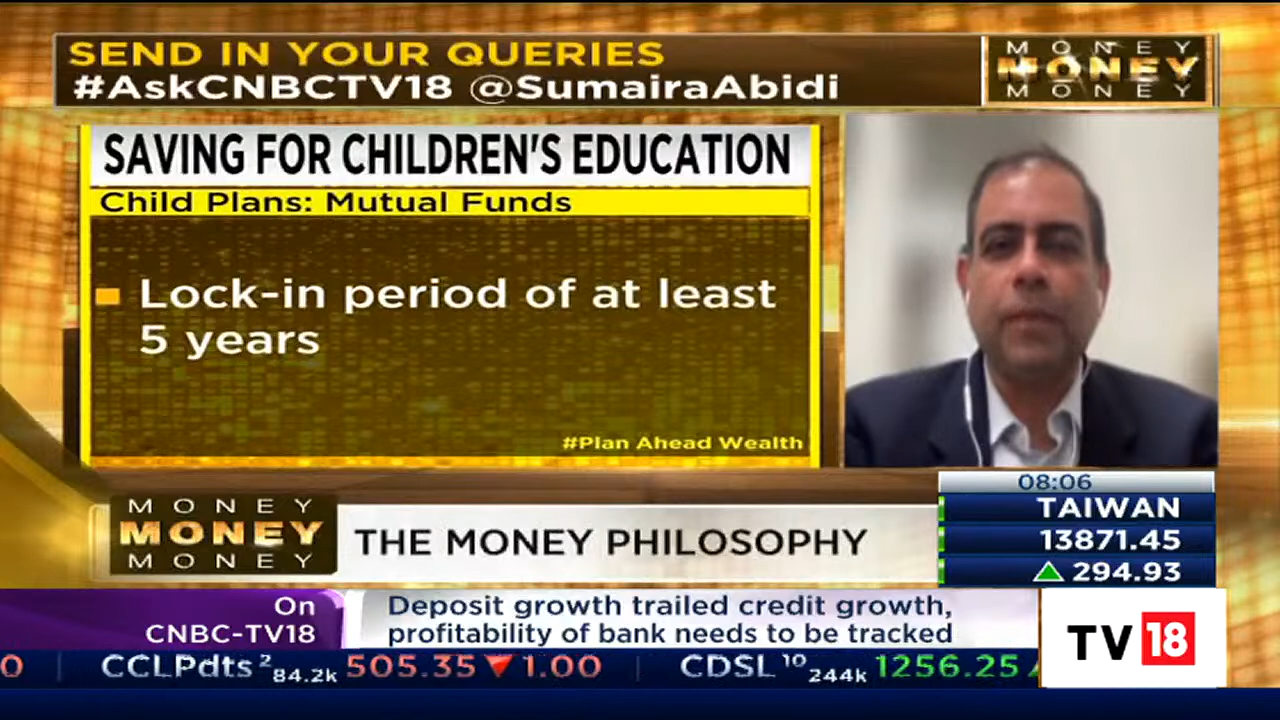 SEND IN YOUR QUERIES
#AskCNBCTV18 @SumairaAbidi
MONEY
MONEY
MONEY
SAVING FOR CHILDREN'S EDUCATION
Child Plans: Mutual Funds
Lock-in period of at least
5 years
#Plan Ahead Wealth
08:06
TAIWAN
13871.45
294.93
MONEY
MONEY
MONEY
THE MONEY PHILOSOPHY
On
CNBC-TV18
Deposit growth trailed credit growth,
profitability of bank needs to be tracked
TV18
0 CCLPdts 2 84.2k 505.35 1.00 CDSL 10 244k 1256.25